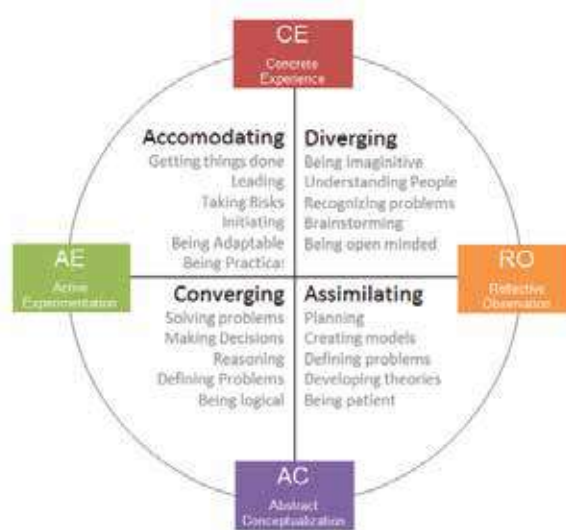 CE
Concrete
Experience
Accomodating
Getting things done
Leading
Taking Risks
Initiating
Being Adaptable
Being Practical
Diverging
Being imaginitive
Understanding People
Recognizing problems
Brainstorming
Being open minded
AE
Active
Experimentation
RO
Reflective
Observation
Converging
Solving problems
Making Decisions
Reasoning
Defining Problems
Being logical
Assimilating
Planning
Creating models
Defining problems
Developing theories
Being patient
AC
Abstract
Conceptualization